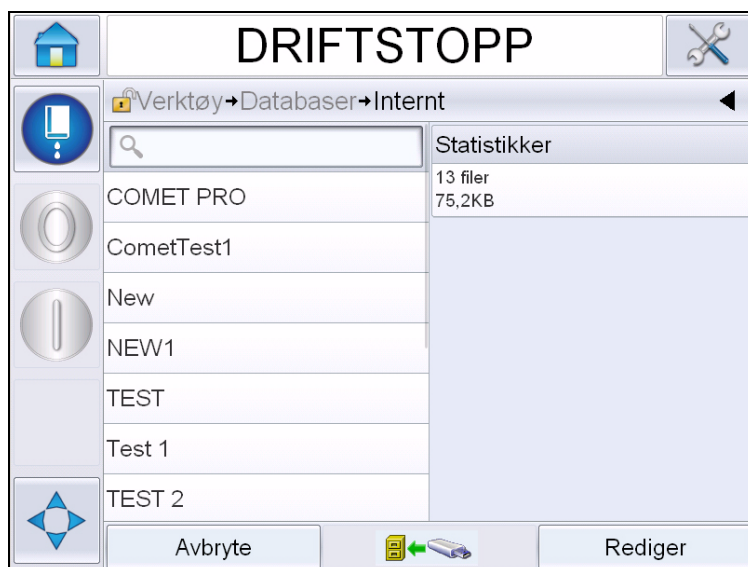 DRIFTSTOPP
Verktøy→Databaser→Internt
Statistikker
13 filer
75,2KB
COMET PRO
CometTest1
New
NEW1
TEST
Test 1
TEST 2
Avbryte
Rediger